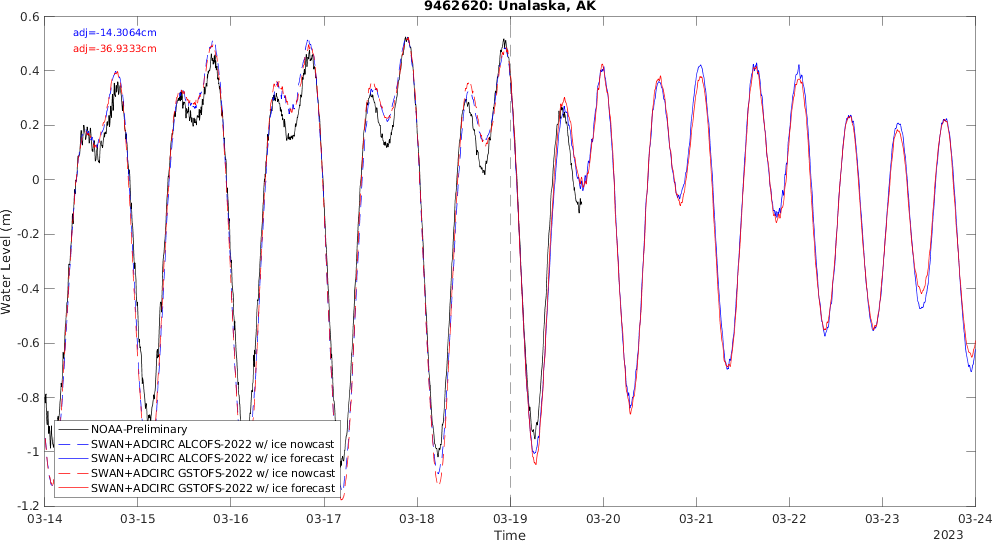 9462620: Unalaska, AK
adj=-14.3064cm
adj=-36.9333cm
0.6
0.4
0.2
0
-0.2
-0.4
-0.6
-0.8
-1
-1.2
Water Level (m)
NOAA-Preliminary
SWAN+ADCIRC ALCOFS-2022 w/ ice nowcast
SWAN+ADCIRC ALCOFS-2022 w/ ice forecast
SWAN+ADCIRC GSTOFS-2022 w/ ice nowcast
SWAN+ADCIRC GSTOFS-2022 w/ ice forecast
03-14 03-15 03-16 03-17 03-18 03-19 03-20 03-21 03-22 03-23 03-24
Time
2023